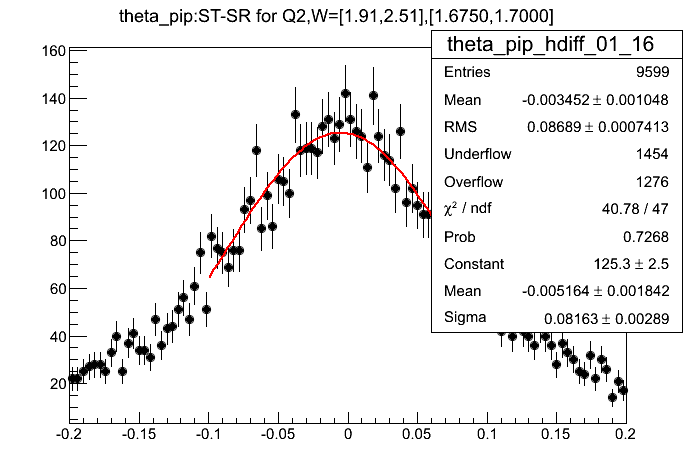 theta_pip:ST-SR for Q2,W=[1.91,2.51],[1.6750,1.7000]
theta_pip_hdiff_01_16
Entries 9599
Mean -0.003452 ± 0.001048
RMS 0.08689 ± 0.0007413
Underflow 1454
Overflow 1276
χ² / ndf 40.78 / 47
Prob 0.7268
Constant 125.3 ± 2.5
Mean -0.005164 ± 0.001842
Sigma 0.08163 ± 0.00289
160
140
120
100
80
60
40
20
-0.2 -0.15 -0.1 -0.05 0 0.05 0.1 0.15 0.2